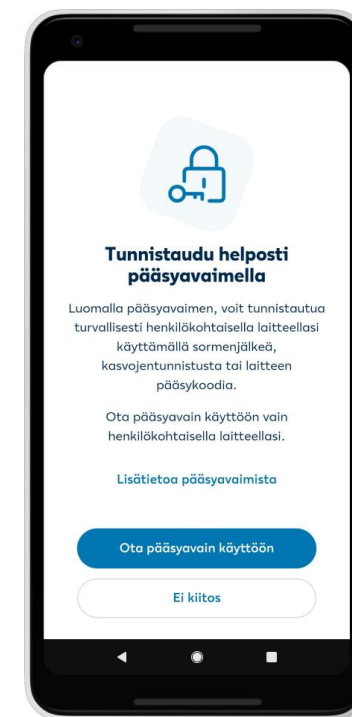 Tunnistaudu helposti
pääsyavaimella
Luomalla pääsyavaimen, voit tunnistautua
turvallisesti henkilökohtaisella laitteellasi
käyttämällä sormenjälkeä,
kasvojentunnistusta tai laitteen
pääsykoodia.
Ota pääsyavain käyttöön vain
henkilökohtaisella laitteellasi.
Lisätietoa pääsyavaimista
Ota pääsyavain käyttöön
Ei kiitos